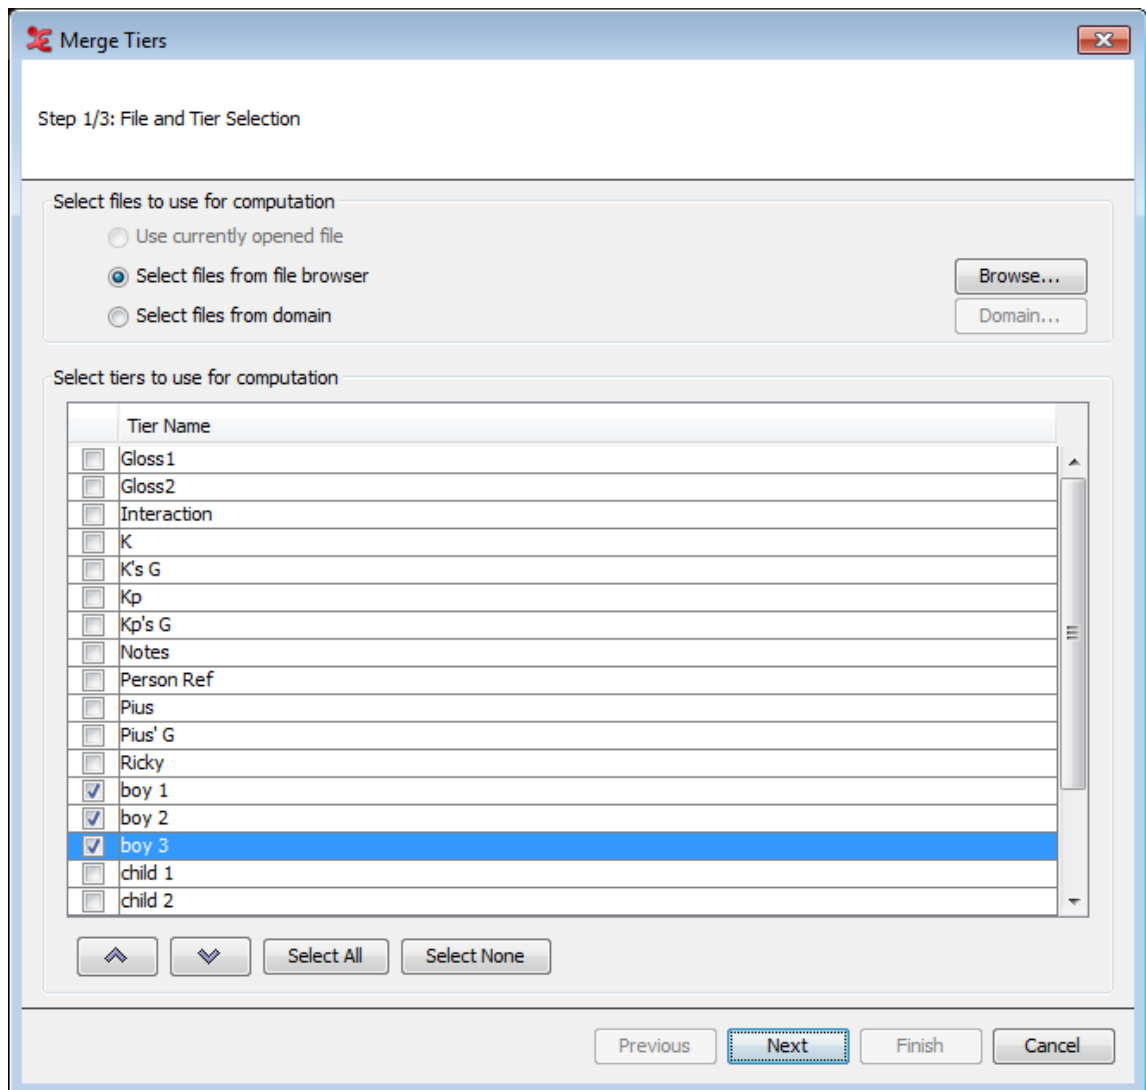 Merge Tiers
Step 1/3: File and Tier Selection
Select files to use for computation
Use currently opened file
Select files from file browser
Browse...
Select files from domain
Domain...
Select tiers to use for computation
Tier Name
Gloss1
Gloss2
Interaction
K
K's G
Kp
Kp's G
Notes
Person Ref
Pius
Pius' G
Ricky
boy 1
boy 2
boy 3
child 1
child 2
Select All Select None
Previous Next Finish Cancel